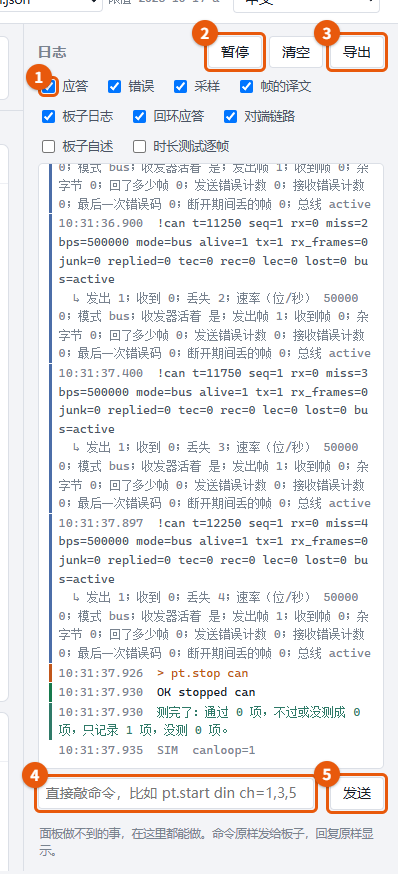 .json
中文
日志
2
暂停
清空
3
导出
1
应答
错误
采样
帧的译文
板子日志
回环应答
对端链路
板子自述
时长测试逐帧
0；模式 bus；收发器活着 是；发出帧 1；收到帧 0；杂
字节 0；回了多少帧 0；发送错误计数 0；接收错误计数
0；最后一次错误码 0；断开期间丢的帧 0；总线 active
10:31:36.900 !can t=11250 seq=1 rx=0 miss=2
bps=500000 mode=bus alive=1 tx=1 rx_frames=0
junk=0 replied=0 tec=0 rec=0 lec=0 lost=0 bu
s=active
↳ 发出 1；收到 0；丢失 2；速率（位/秒） 50000
0；模式 bus；收发器活着 是；发出帧 1；收到帧 0；杂
字节 0；回了多少帧 0；发送错误计数 0；接收错误计数
0；最后一次错误码 0；断开期间丢的帧 0；总线 active
10:31:37.400 !can t=11750 seq=1 rx=0 miss=3
bps=500000 mode=bus alive=1 tx=1 rx_frames=0
junk=0 replied=0 tec=0 rec=0 lec=0 lost=0 bu
s=active
↳ 发出 1；收到 0；丢失 3；速率（位/秒） 50000
0；模式 bus；收发器活着 是；发出帧 1；收到帧 0；杂
字节 0；回了多少帧 0；发送错误计数 0；接收错误计数
0；最后一次错误码 0；断开期间丢的帧 0；总线 active
10:31:37.897 !can t=12250 seq=1 rx=0 miss=4
bps=500000 mode=bus alive=1 tx=1 rx_frames=0
junk=0 replied=0 tec=0 rec=0 lec=0 lost=0 bu
s=active
↳ 发出 1；收到 0；丢失 4；速率（位/秒） 50000
0；模式 bus；收发器活着 是；发出帧 1；收到帧 0；杂
字节 0；回了多少帧 0；发送错误计数 0；接收错误计数
0；最后一次错误码 0；断开期间丢的帧 0；总线 active
10:31:37.926 > pt.stop can
10:31:37.930 OK stopped can
10:31:37.930 测完了：通过 0 项，不过或没测成 0
项，只记录 1 项，没测 0 项。
10:31:37.935 SIM canloop=1
4
直接敲命令，比如 pt.start din ch=1,3,5
5
发送
面板做不到的事，在这里都能做。命令原样发给板子，回复原样显
示。